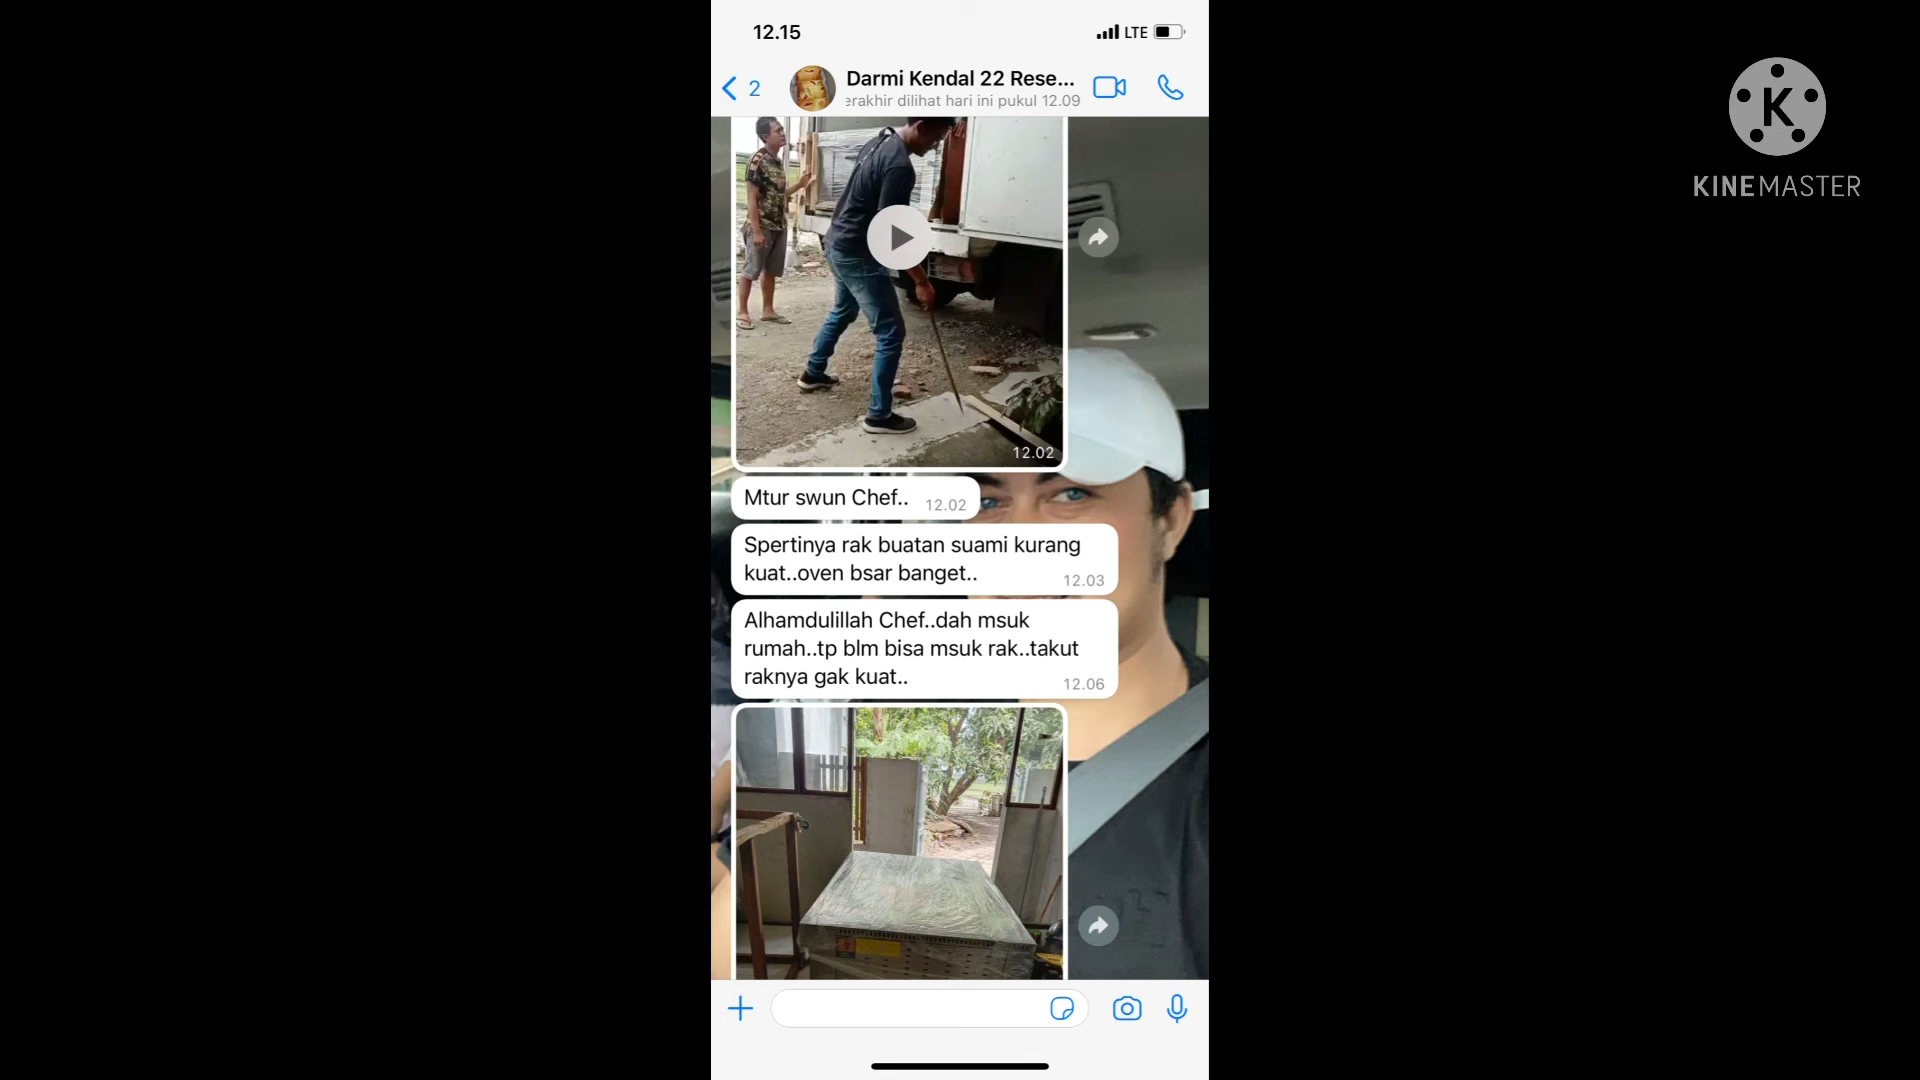 12.15
LTE
2
Darmi Kendal 22 Rese...
erakhir dilihat hari ini pukul 12.09
K
KINEMASTER
12.02
Mtur swun Chef..
12.02
Spertinya rak buatan suami kurang
kuat..oven bsar banget..
12.03
Alhamdulillah Chef..dah msuk
rumah..tp blm bisa msuk rak..takut
raknya gak kuat..
12.06